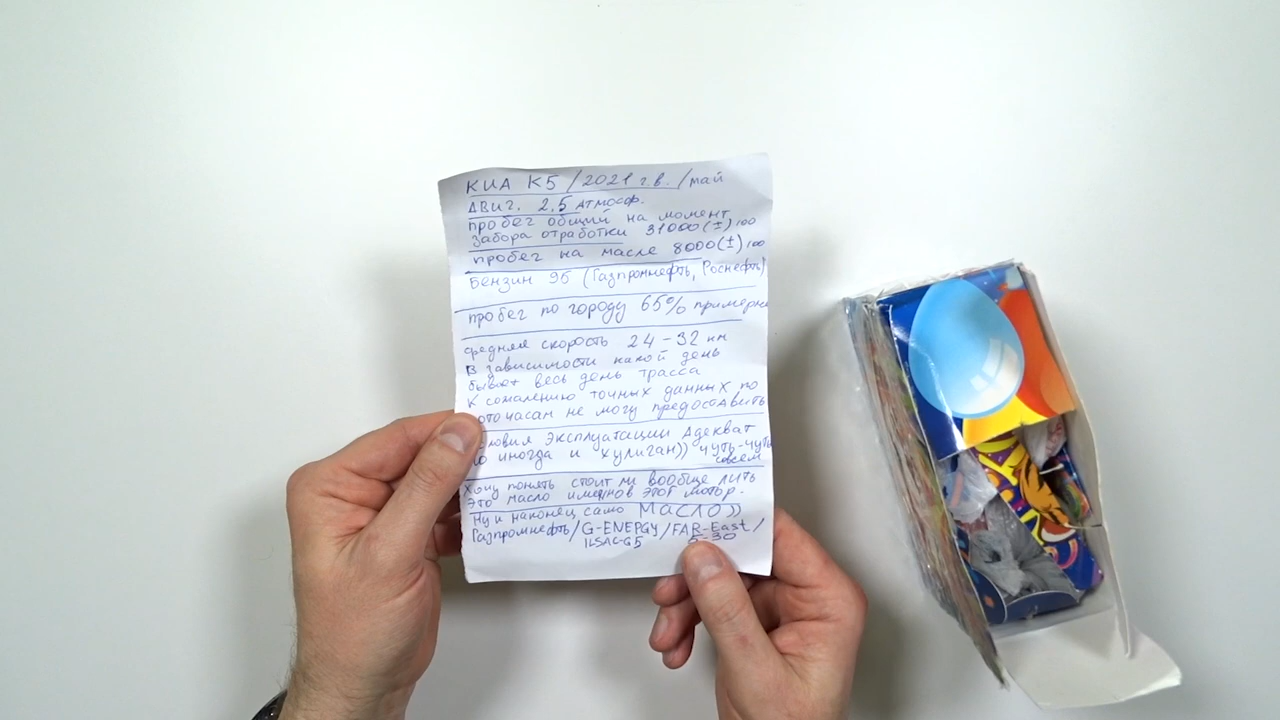 КИА К5 /2021 г.в. /май
двиг. 2,5 атмосф.
пробег общий на момент
забора отработки 31000(±)100
пробег на масле 8000(±)100
Бензин 95 (Газпромнефть, Роснефть)
пробег по городу 65% примерно
средняя скорость 24-32 км
в зависимости какой день
бывает весь день трасса
К сожалению точных данных по
моточасам не могу предоставить
условия эксплуатации Адекват
но иногда и хулиган)) чуть-чуть
совсем
Хочу понять стоит ли вообще лить
это масло именно в этот мотор.
Ну и наконец само МАСЛО))
Газпромнефть/G-ENERGY/FAR-East/
ILSAC-G5 5-30